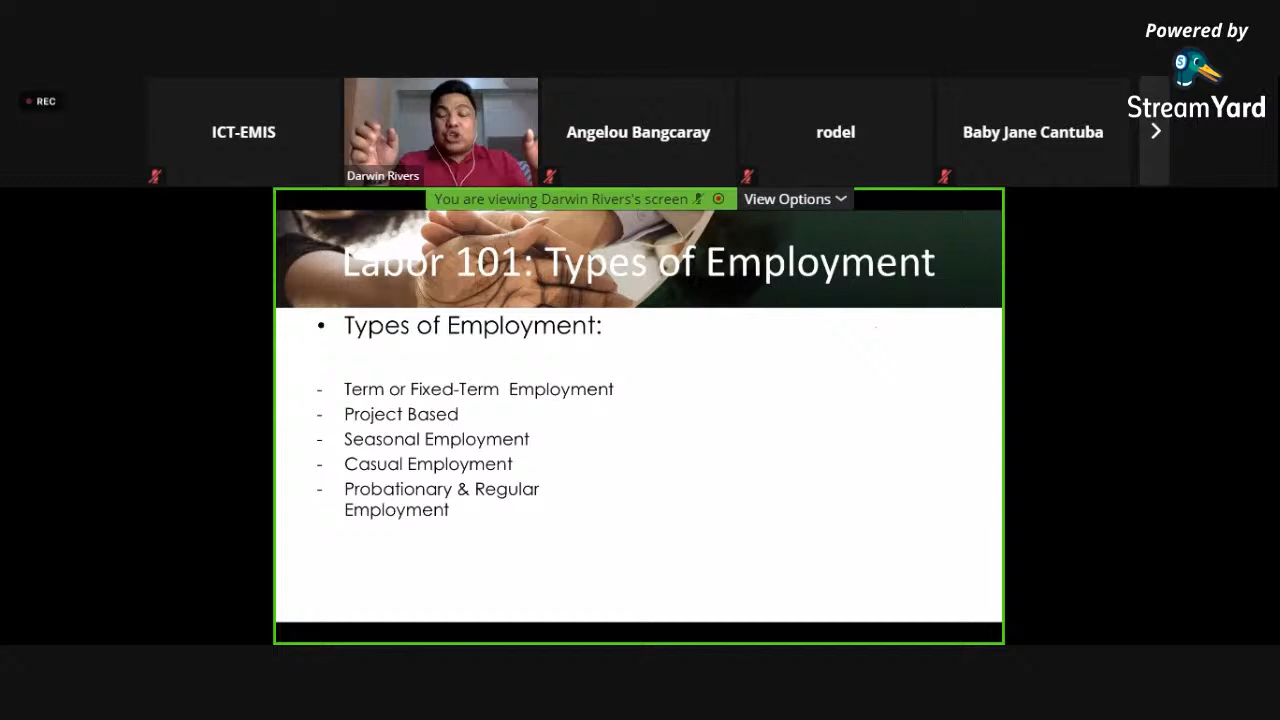 Powered by
StreamYard
REC
ICT-EMIS
Darwin Rivers
Angelou Bangcaray
rodel
Baby Jane Cantuba
You are viewing Darwin Rivers's screen
View Options
Labor 101: Types of Employment
• Types of Employment:
- Term or Fixed-Term Employment
- Project Based
- Seasonal Employment
- Casual Employment
- Probationary & Regular
Employment